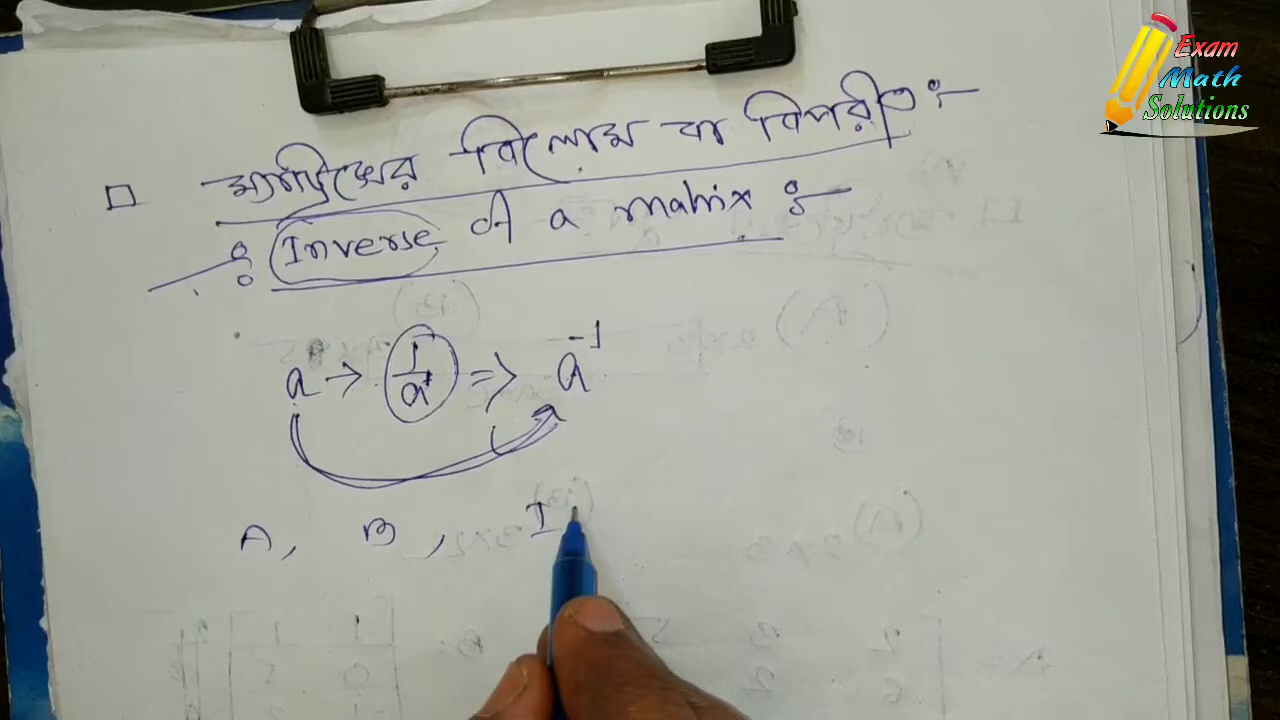 Exam
Math
Solutions
□ ম্যাট্রিক্সের বিলোম বা বিপরীত :-
: Inverse of a matrix :-
a → 1/a => a⁻¹
A, B, I